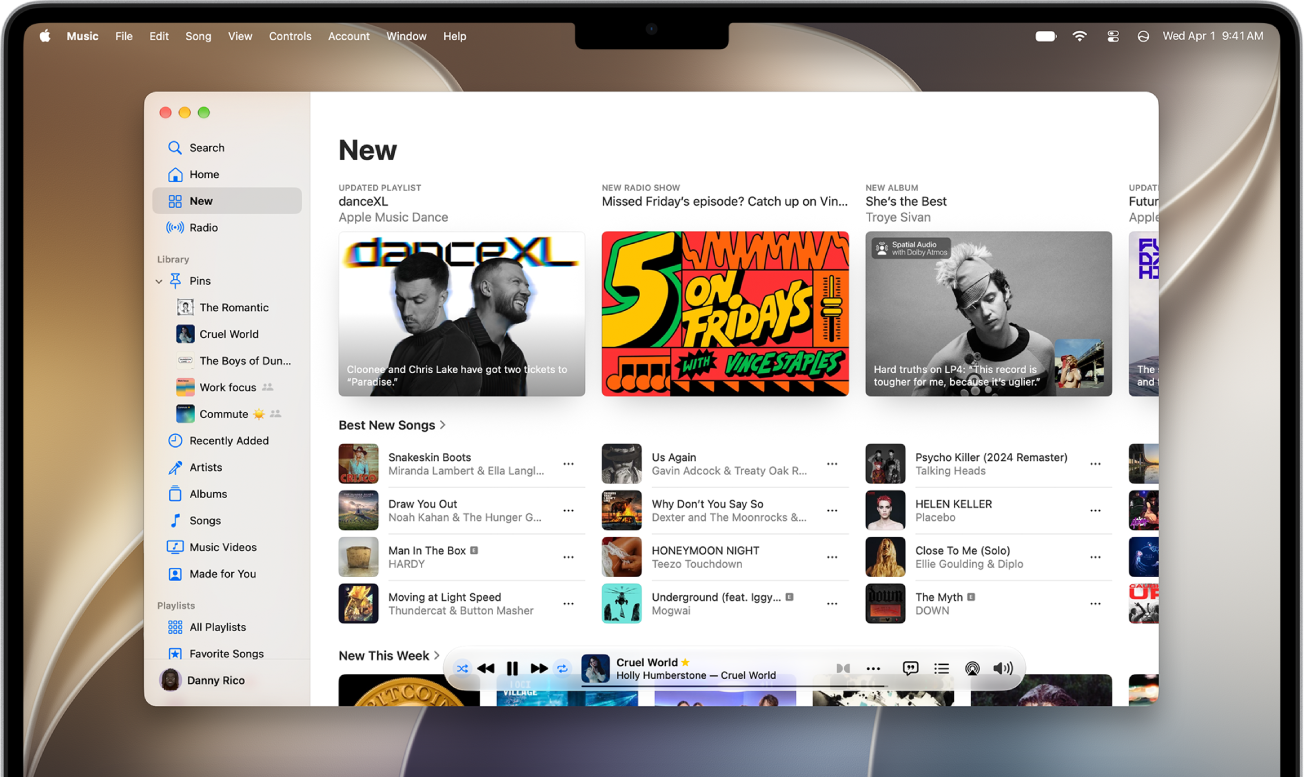 Music File Edit Song View Controls Account Window Help
Wed Apr 1 9:41 AM
Search
Home
New
Radio
Library
Pins
The Romantic
Cruel World
The Boys of Dun...
Work focus
Commute
Recently Added
Artists
Albums
Songs
Music Videos
Made for You
Playlists
All Playlists
Favorite Songs
Danny Rico
New
UPDATED PLAYLIST
danceXL
Apple Music Dance
danceXL
Cloonee and Chris Lake have got two tickets to
“Paradise.”
NEW RADIO SHOW
Missed Friday’s episode? Catch up on Vin...
5 ON
FRIDAYS
WITH VINCE STAPLES
NEW ALBUM
She’s the Best
Troye Sivan
Spatial Audio
with Dolby Atmos
Hard truths on LP4: “This record is
tougher for me, because it’s uglier.”
Best New Songs
Snakeskin Boots
Miranda Lambert & Ella Langl...
Draw You Out
Noah Kahan & The Hunger G...
Man In The Box E
HARDY
Moving at Light Speed
Thundercat & Button Masher
Us Again
Gavin Adcock & Treaty Oak R...
Why Don’t You Say So
Dexter and The Moonrocks &...
HONEYMOON NIGHT
Teezo Touchdown
Underground (feat. Iggy... E
Mogwai
Psycho Killer (2024 Remaster)
Talking Heads
HELEN KELLER
Placebo
Close To Me (Solo)
Ellie Goulding & Diplo
The Myth E
DOWN
New This Week
Cruel World
Holly Humberstone — Cruel World